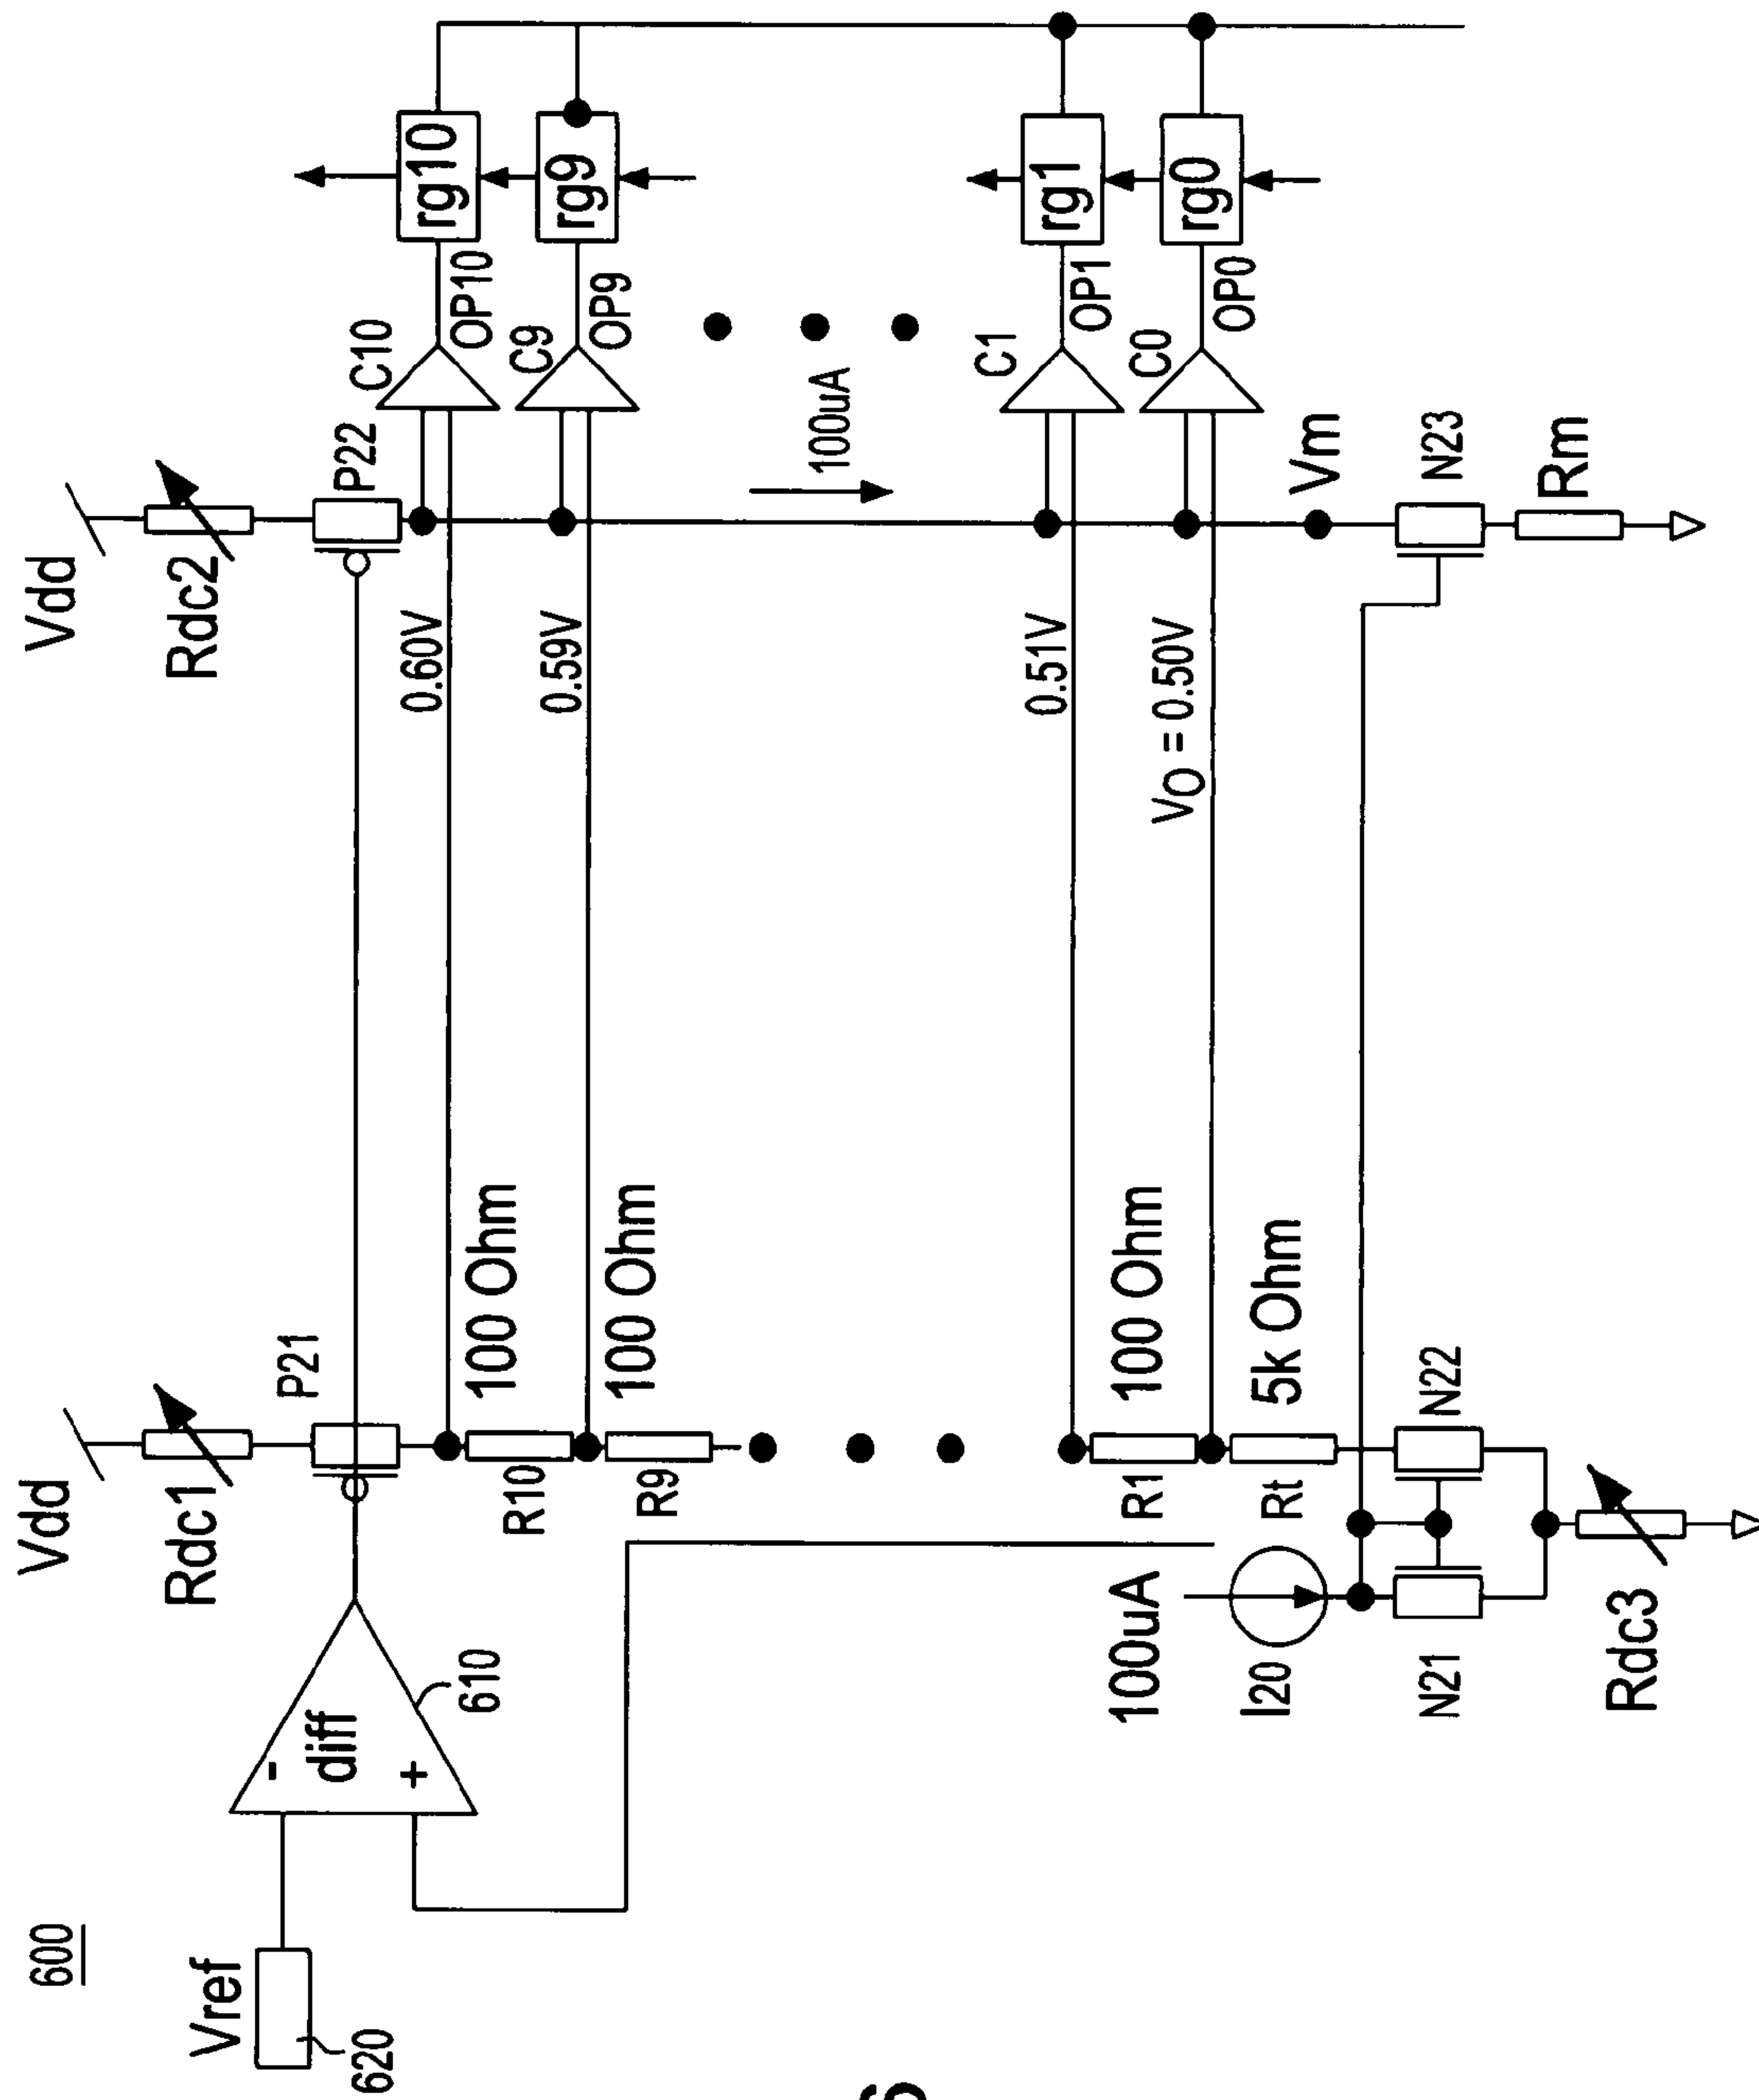 600
Vref
620
diff
-
+
610
Vdd
Rdc1
P21
Vdd
Rdc2
P22
R10
100 Ohm
R9
100 Ohm
R1
100 Ohm
Rt
5k Ohm
100uA
I20
N21
N22
Rdc3
0.60V
0.59V
0.51V
VO = 0.50V
C10
OP10
rg10
C9
OP9
rg9
100uA
C1
OP1
rg1
C0
OP0
rg0
Vm
N23
Rm